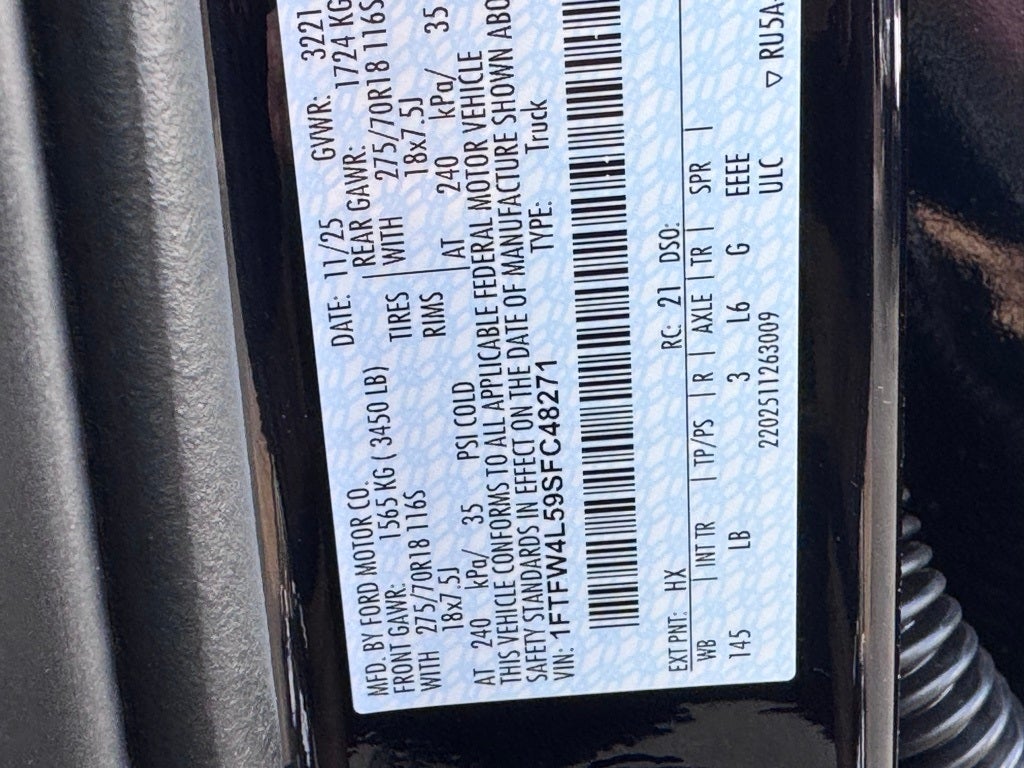 MFD. BY FORD MOTOR CO. DATE: 11/25 GVWR: 3221
FRONT GAWR: 1565 KG ( 3450 LB) REAR GAWR: 1724 KG
WITH 275/70R18 116S TIRES WITH 275/70R18 116S
18x7.5J RIMS 18x7.5J
AT 240 kPa/ 35 PSI COLD AT 240 kPa/ 35
THIS VEHICLE CONFORMS TO ALL APPLICABLE FEDERAL MOTOR VEHICLE
SAFETY STANDARDS IN EFFECT ON THE DATE OF MANUFACTURE SHOWN ABO
VIN: 1FTFW4L59SFC48271 TYPE: Truck
EXT PNT: HX RC: 21 DSO:
WB | INT TR | TP/PS | R | AXLE | TR | SPR |
145 LB 3 L6 G EEEE
2202511263009 ULC
▽ RU5A-